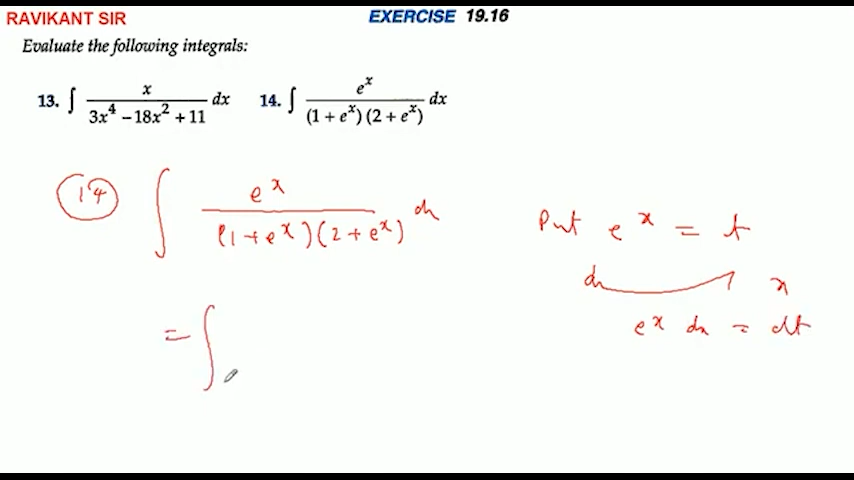 RAVIKANT SIR
EXERCISE 19.16
Evaluate the following integrals:
13. ∫ x / (3x⁴ − 18x² + 11) dx 14. ∫ eˣ / ((1 + eˣ)(2 + eˣ)) dx
14 ∫ eˣ / ((1 + eˣ)(2 + eˣ)) dx
Put eˣ = t
dx x
eˣ dx = dt
= ∫